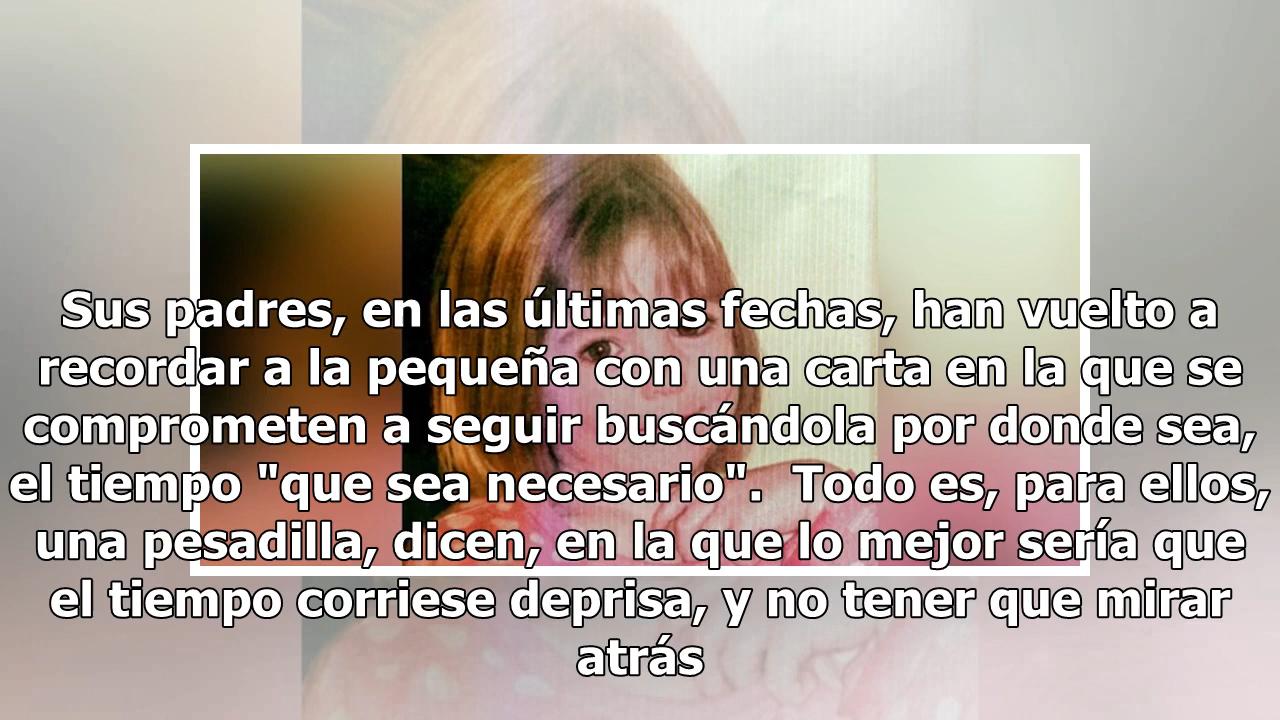 Sus padres, en las últimas fechas, han vuelto a
recordar a la pequeña con una carta en la que se
comprometen a seguir buscándola por donde sea,
el tiempo "que sea necesario".  Todo es, para ellos,
una pesadilla, dicen, en la que lo mejor sería que
el tiempo corriese deprisa, y no tener que mirar
atrás